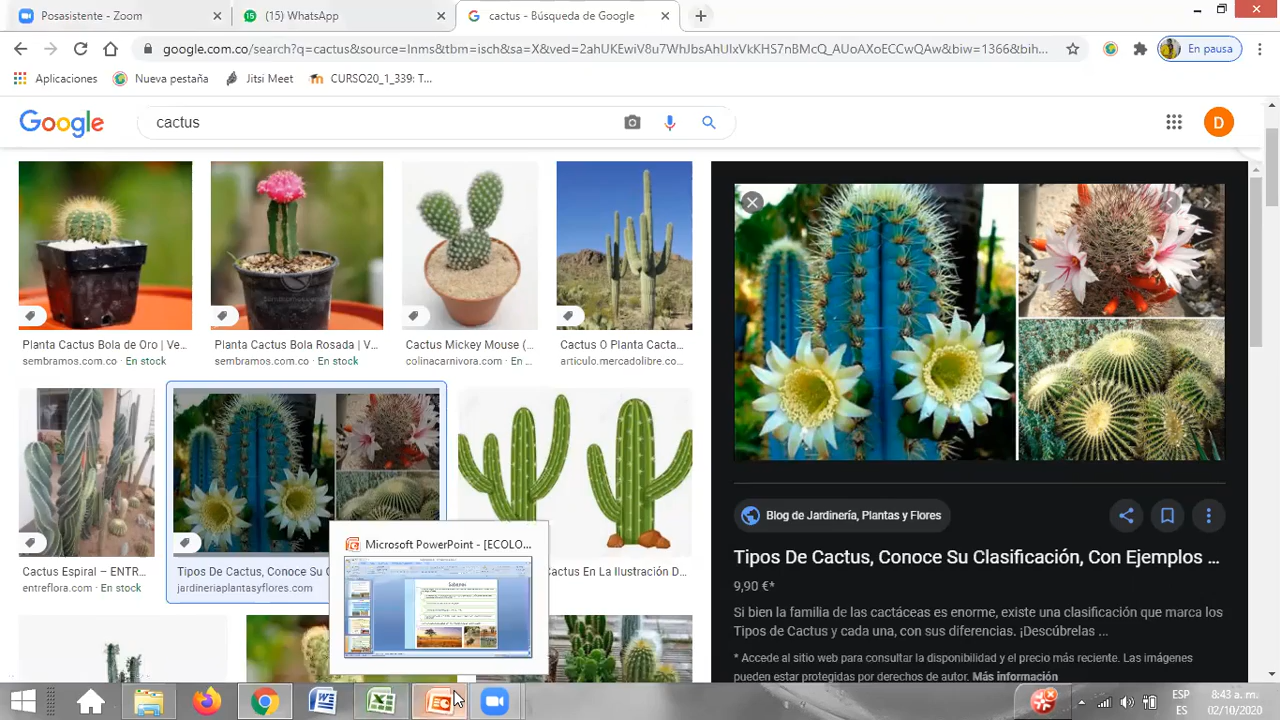 Posasistente - Zoom
(15) WhatsApp
cactus - Búsqueda de Google
google.com.co/search?q=cactus&source=lnms&tbm=isch&sa=X&ved=2ahUKEwiV8u7WhJbsAhUIxVkKHS7nBMcQ_AUoAXoECCwQAw&biw=1366&bih...
En pausa
Aplicaciones
Nueva pestaña
Jitsi Meet
CURSO20_1_339: T...
Google
cactus
D
Planta Cactus Bola de Oro | Ve...
sembramos.com.co · En stock
Planta Cactus Bola Rosada | V...
sembramos.com.co · En stock
Cactus Mickey Mouse (...
colinacarnivora.com · En ...
Cactus O Planta Cacta...
articulo.mercadolibre.co...
Cactus Espiral – ENTR...
entreflora.com · En stock
Tipos De Cactus, Conoce Su C
Cactus En La Ilustración D...
Microsoft PowerPoint - [ECOLO...
Blog de Jardinería, Plantas y Flores
Tipos De Cactus, Conoce Su Clasificación, Con Ejemplos ...
9,90 €*
Si bien la familia de las cactáceas es enorme, existe una clasificación que marca los
Tipos de Cactus y cada una, con sus diferencias. ¡Descúbrelas ...
* Accede al sitio web para consultar la disponibilidad y el precio más reciente. Las imágenes
pueden estar protegidas por derechos de autor. Más información
ESP
ES
8:43 a. m.
02/10/2020